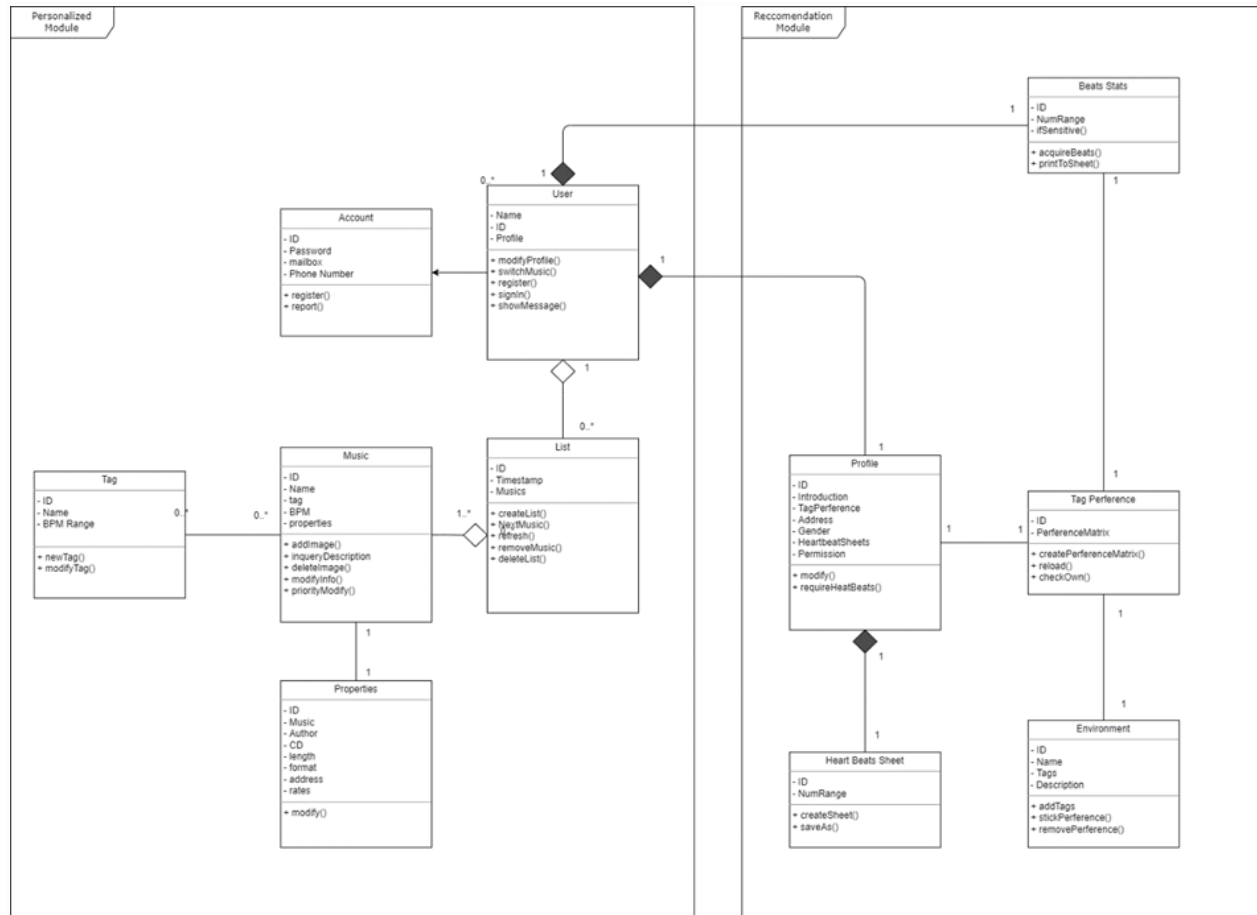 Personalized
Module
Reccomendation
Module
Beats Stats
- ID
- NumRange
- ifSensitive()
+ acquireBeats()
+ printToSheet()
1
1
1
0..*
User
- Name
- ID
- Profile
+ modifyProfile()
+ switchMusic()
+ register()
+ signIn()
+ showMessage()
Account
- ID
- Password
- mailbox
- Phone Number
+ register()
+ report()
1
1
0..*
List
- ID
- Timestamp
- Musics
+ createList()
+ NextMusic()
+ refresh()
+ removeMusic()
+ deleteList()
1..*
Music
- ID
- Name
- tag
- BPM
- properties
+ addImage()
+ inqueryDescription
+ deleteImage()
+ modifyInfo()
+ priorityModify()
0..*
0..*
Tag
- ID
- Name
- BPM Range
+ newTag()
+ modifyTag()
1
1
Properties
- ID
- Music
- Author
- CD
- length
- format
- address
- rates
+ modify()
1
Profile
- ID
- Introduction
- TagPerference
- Address
- Gender
- HeartbeatSheets
- Permission
+ modify()
+ requireHeatBeats()
1
1
1
Tag Perference
- ID
- PerferenceMatrix
+ createPerferenceMatrix()
+ reload()
+ checkOwn()
1
1
Heart Beats Sheet
- ID
- NumRange
+ createSheet()
+ saveAs()
1
Environment
- ID
- Name
- Tags
- Description
+ addTags
+ stickPerference()
+ removePerference()